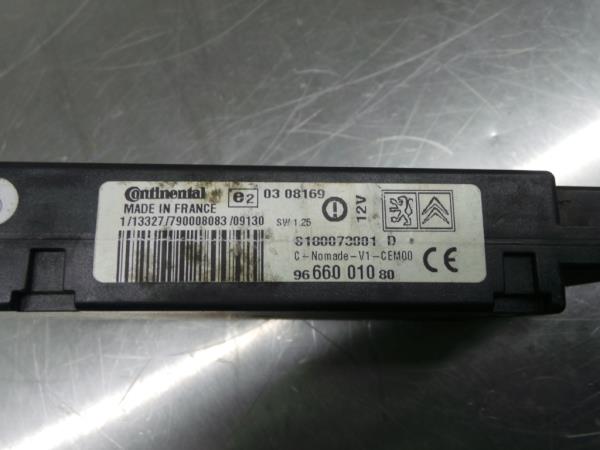 Continental e2 03 08169
MADE IN FRANCE
1/13327/790008083/09130 SW 1.25 12V
S180073001 D
C-Nomade-V1-CEM00 CE
96 660 010 80